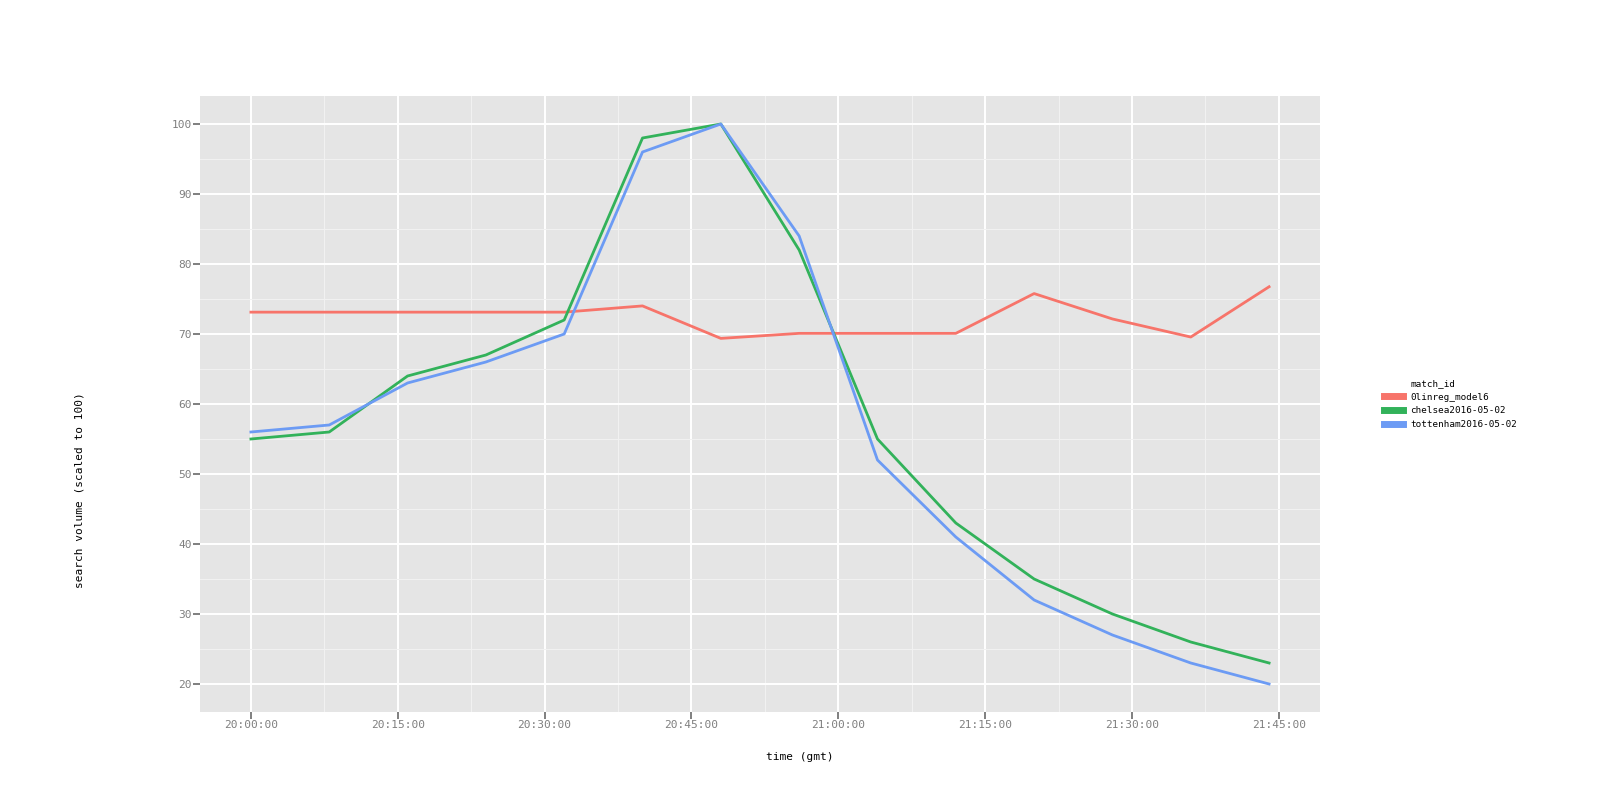 100
90
80
70
60
50
40
30
20
search volume (scaled to 100)
20:00:00 20:15:00 20:30:00 20:45:00 21:00:00 21:15:00 21:30:00 21:45:00
time (gmt)
match_id
0linreg_model6
chelsea2016-05-02
tottenham2016-05-02